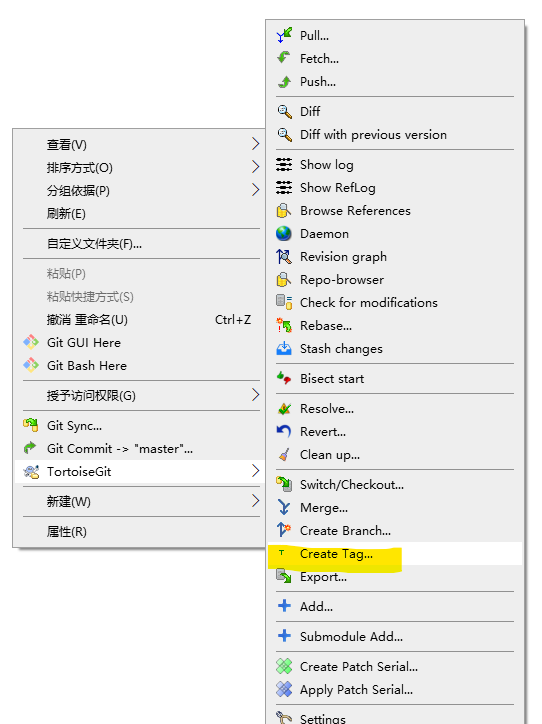 查看(V)
排序方式(O)
分组依据(P)
刷新(E)
自定义文件夹(F)...
粘贴(P)
粘贴快捷方式(S)
撤消 重命名(U) Ctrl+Z
Git GUI Here
Git Bash Here
授予访问权限(G)
Git Sync...
Git Commit -> "master"...
TortoiseGit
新建(W)
属性(R)
Pull...
Fetch...
Push...
Diff
Diff with previous version
Show log
Show RefLog
Browse References
Daemon
Revision graph
Repo-browser
Check for modifications
Rebase...
Stash changes
Bisect start
Resolve...
Revert...
Clean up...
Switch/Checkout...
Merge...
Create Branch...
Create Tag...
Export...
Add...
Submodule Add...
Create Patch Serial...
Apply Patch Serial...
Settings